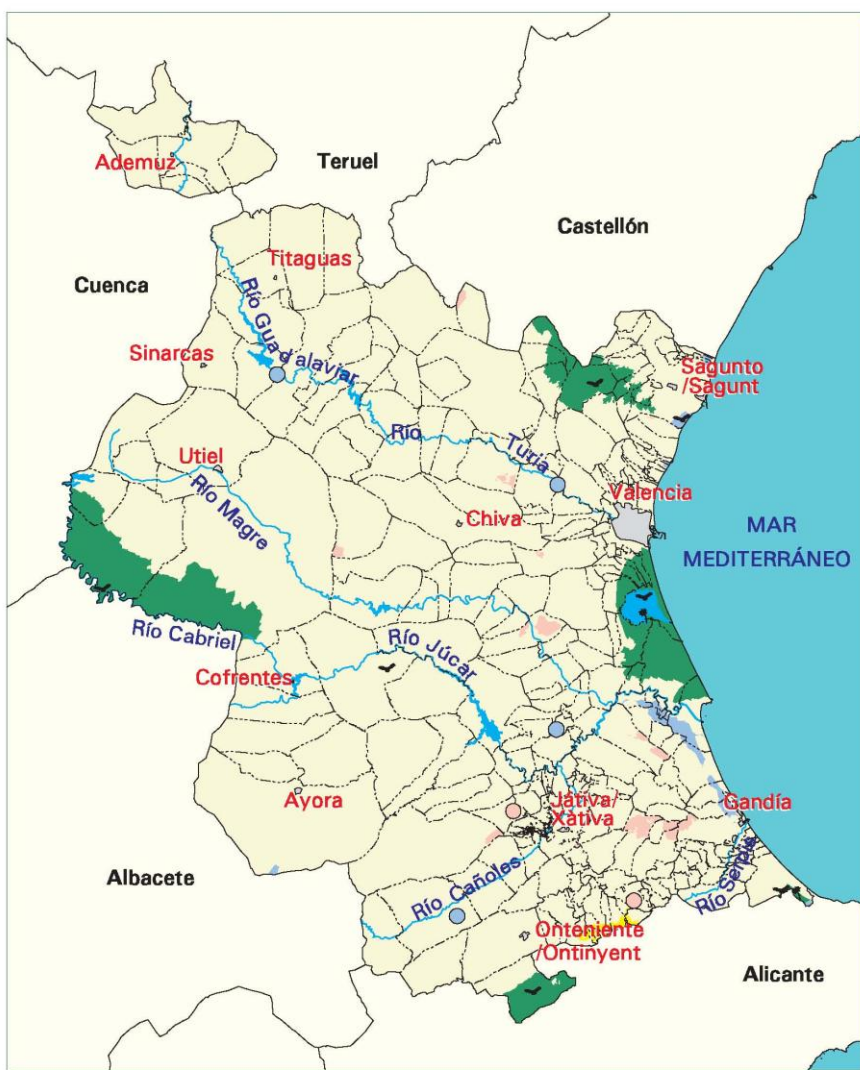 Ademuz
Teruel
Castellón
Cuenca
Titaguas
Río Guadalaviar
Sinarcas
Sagunto
/Sagunt
Río
Turia
Utiel
Río Magre
Valencia
Chiva
MAR
MEDITERRÁNEO
Río Cabriel
Río Júcar
Cofrentes
Ayora
Játiva/
Xátiva
Gandía
Albacete
Río Cañoles
Río Serpis
Onteniente
/Ontinyent
Alicante